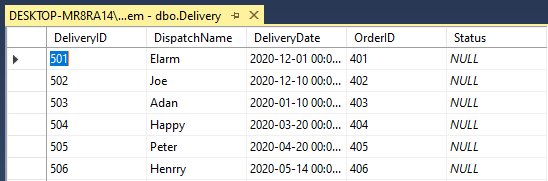 DESKTOP-MR8RA14\...em - dbo.Delivery
DeliveryID DispatchName DeliveryDate OrderID Status
501 Elarm 2020-12-01 00:0... 401 NULL
502 Joe 2020-12-10 00:0... 402 NULL
503 Adan 2020-01-10 00:0... 403 NULL
504 Happy 2020-03-20 00:0... 404 NULL
505 Peter 2020-04-20 00:0... 405 NULL
506 Henrry 2020-05-14 00:0... 406 NULL